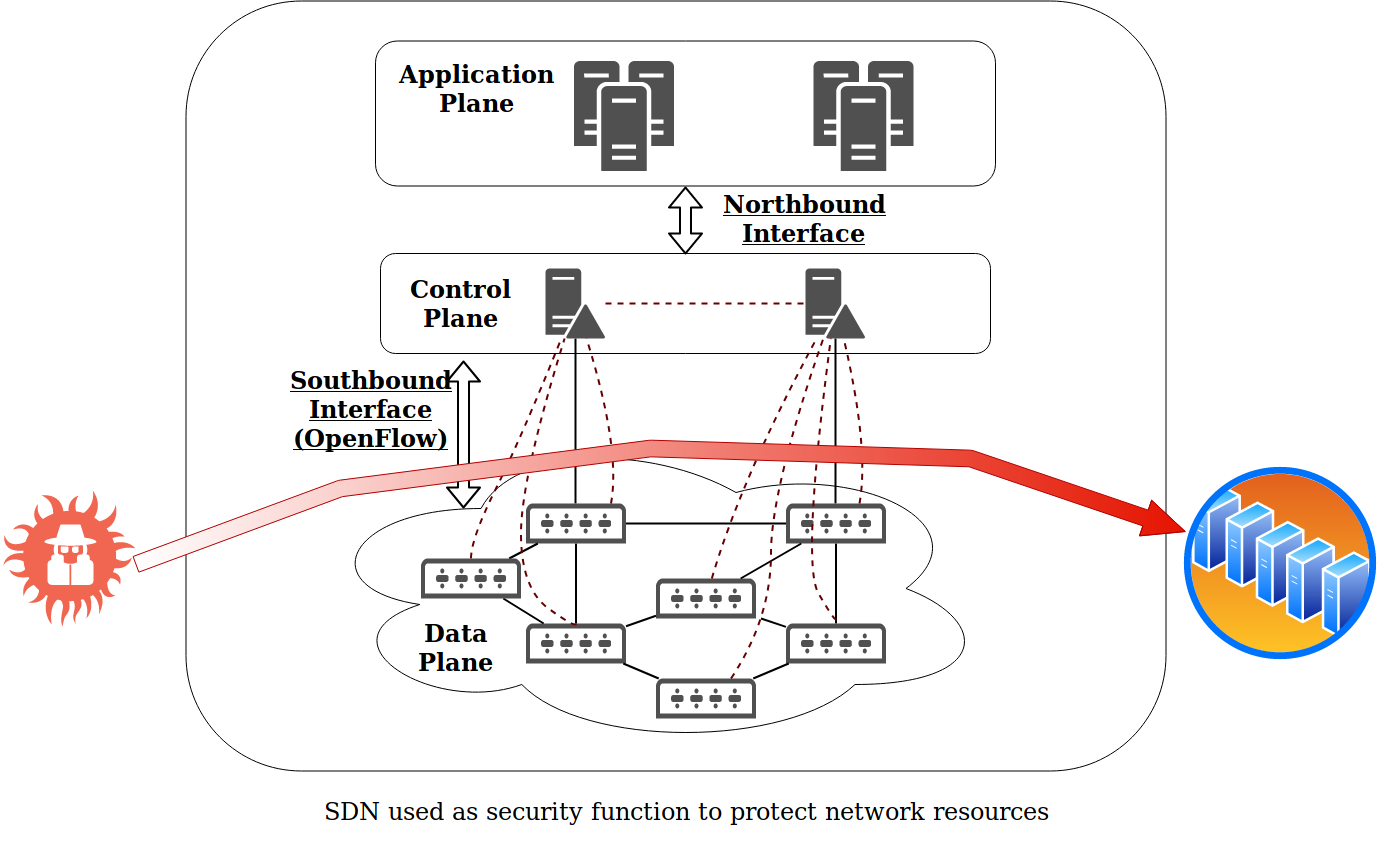 Application
Plane
Northbound
Interface
Control
Plane
Southbound
Interface
(OpenFlow)
Data
Plane
SDN used as security function to protect network resources